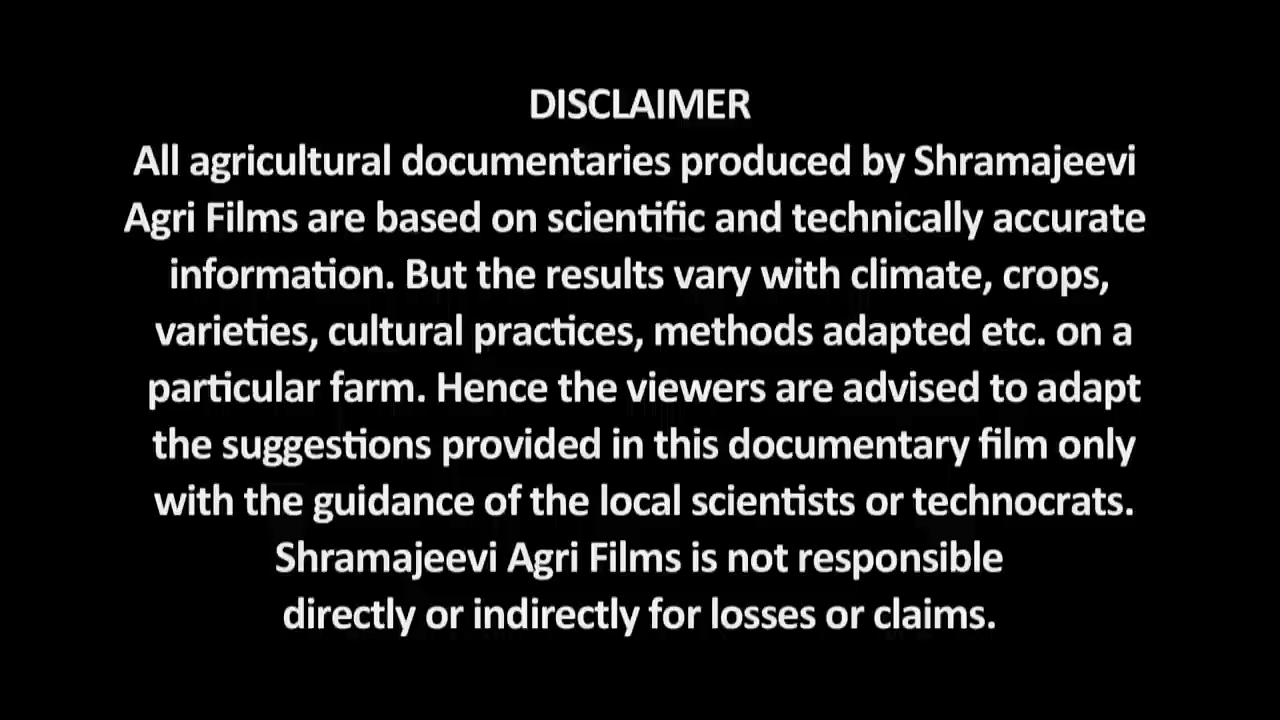 DISCLAIMER
All agricultural documentaries produced by Shramajeevi
Agri Films are based on scientific and technically accurate
information. But the results vary with climate, crops,
varieties, cultural practices, methods adapted etc. on a
particular farm. Hence the viewers are advised to adapt
the suggestions provided in this documentary film only
with the guidance of the local scientists or technocrats.
Shramajeevi Agri Films is not responsible
directly or indirectly for losses or claims.